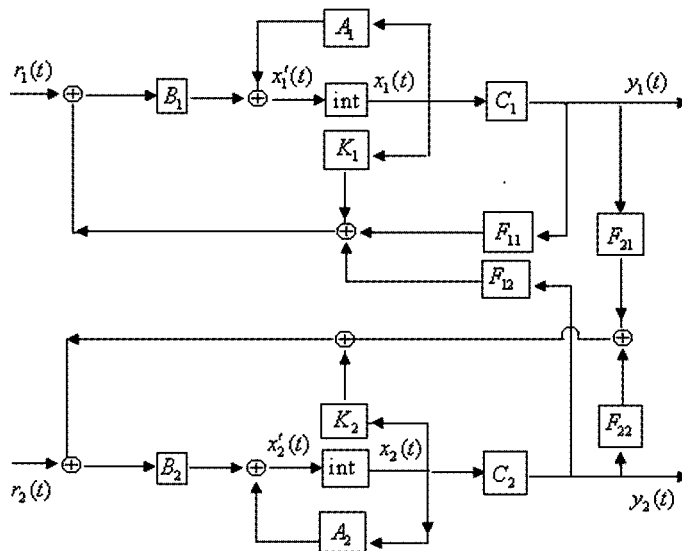 A₁
r₁(t)
x₁′(t)
x₁(t)
y₁(t)
B₁
int
C₁
K₁
F₁₁
F₂₁
F₁₂
K₂
F₂₂
x₂′(t)
x₂(t)
B₂
int
C₂
r₂(t)
y₂(t)
A₂